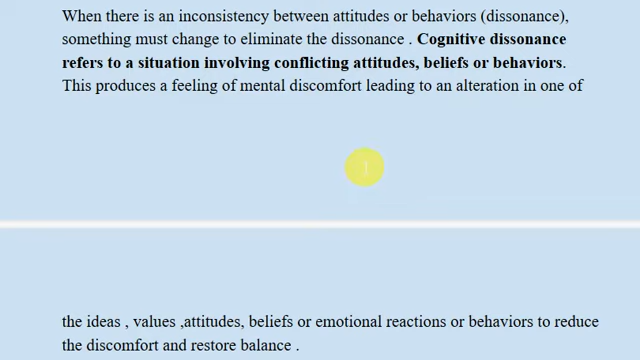 When there is an inconsistency between attitudes or behaviors (dissonance),
something must change to eliminate the dissonance . Cognitive dissonance
refers to a situation involving conflicting attitudes, beliefs or behaviors.
This produces a feeling of mental discomfort leading to an alteration in one of
the ideas , values ,attitudes, beliefs or emotional reactions or behaviors to reduce
the discomfort and restore balance .